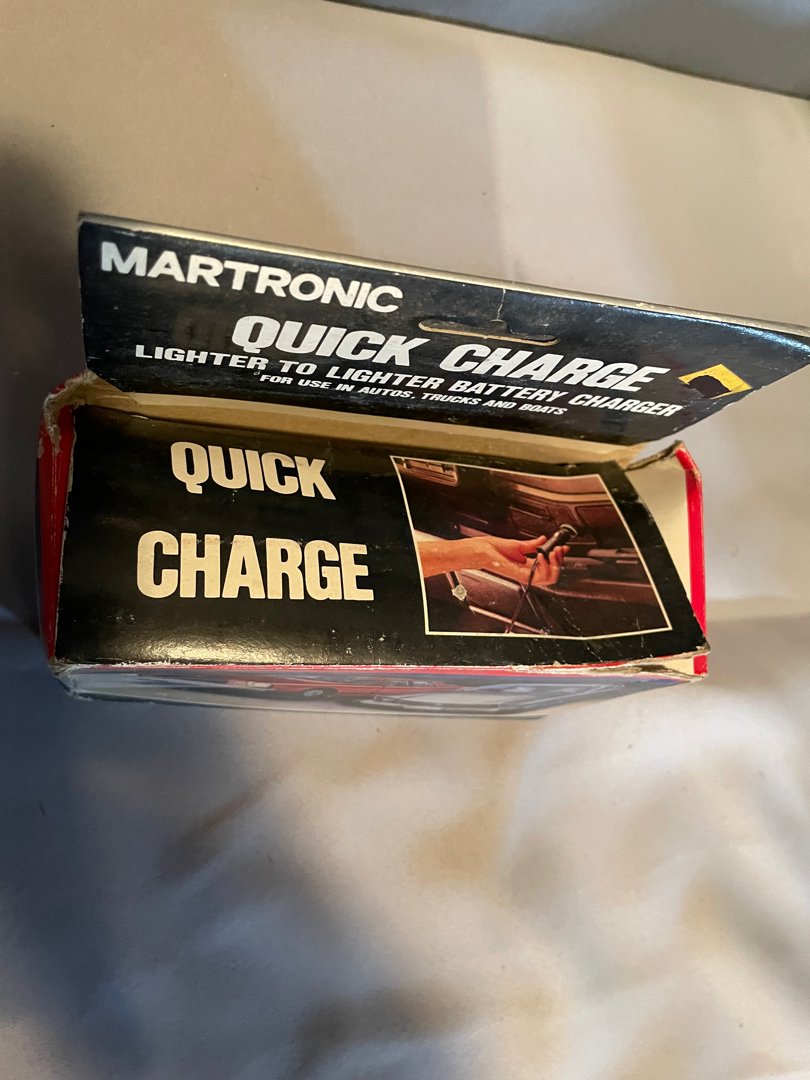 MARTRONIC
QUICK CHARGE
LIGHTER TO LIGHTER BATTERY CHARGER
FOR USE IN AUTOS, TRUCKS AND BOATS
QUICK
CHARGE